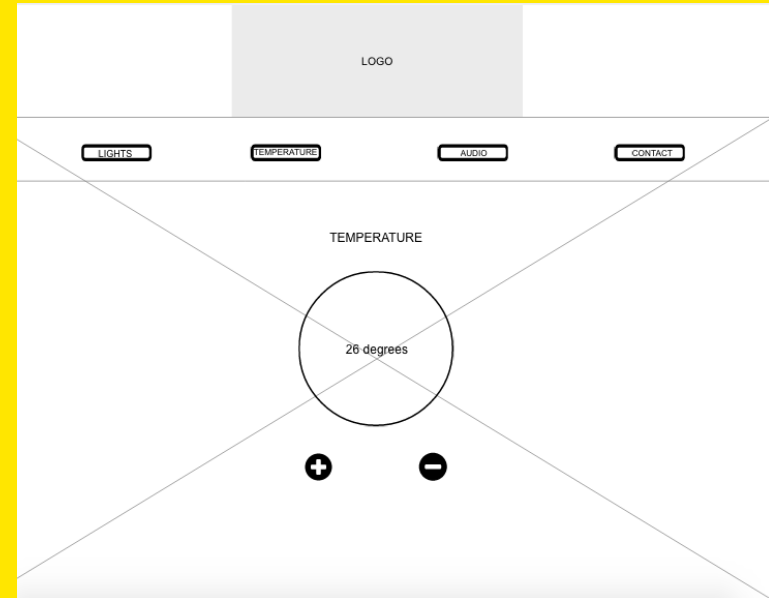 LOGO
LIGHTS
TEMPERATURE
AUDIO
CONTACT
TEMPERATURE
26 degrees